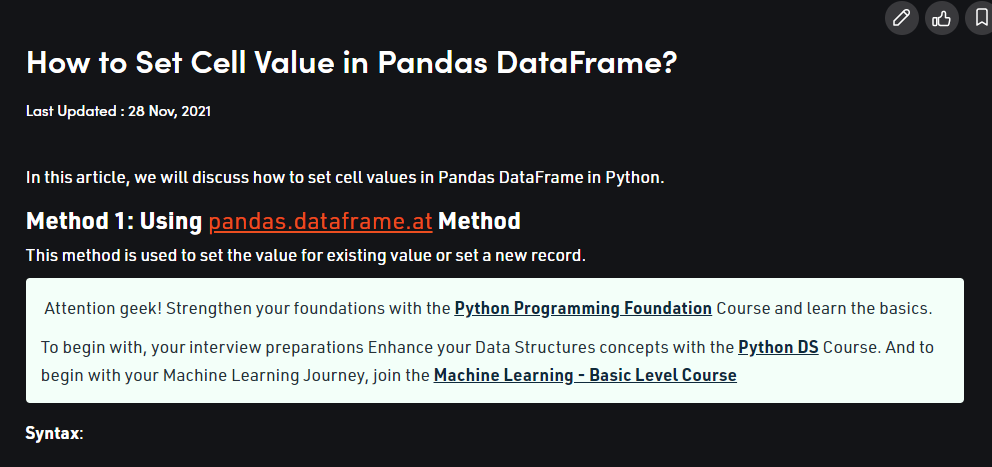 How to Set Cell Value in Pandas DataFrame?
Last Updated : 28 Nov, 2021
In this article, we will discuss how to set cell values in Pandas DataFrame in Python.
Method 1: Using pandas.dataframe.at Method
This method is used to set the value for existing value or set a new record.
Attention geek! Strengthen your foundations with the Python Programming Foundation Course and learn the basics.
To begin with, your interview preparations Enhance your Data Structures concepts with the Python DS Course. And to
begin with your Machine Learning Journey, join the Machine Learning - Basic Level Course
Syntax: